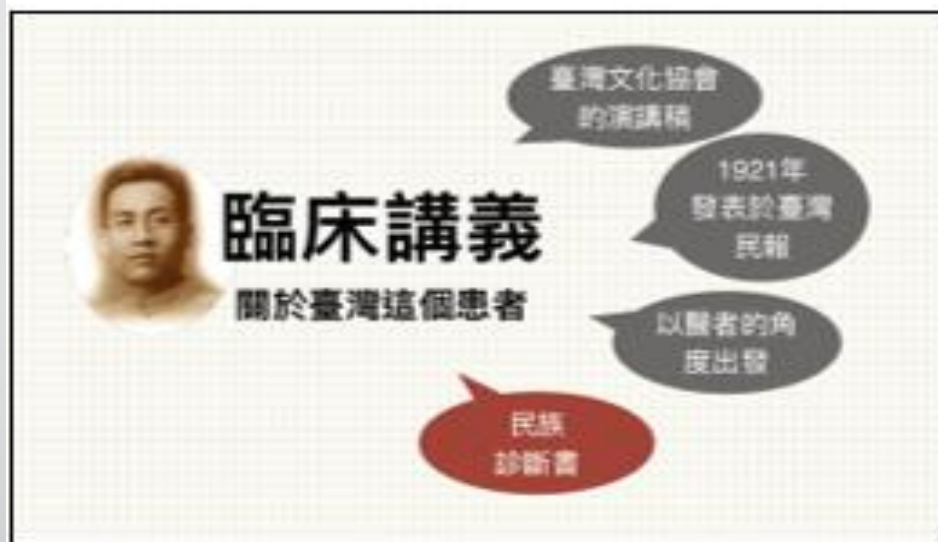 臺灣文化協會
的演講稿
1921年
發表於臺灣
民報
臨床講義
關於臺灣這個患者
以醫者的角
度出發
民族
診斷書